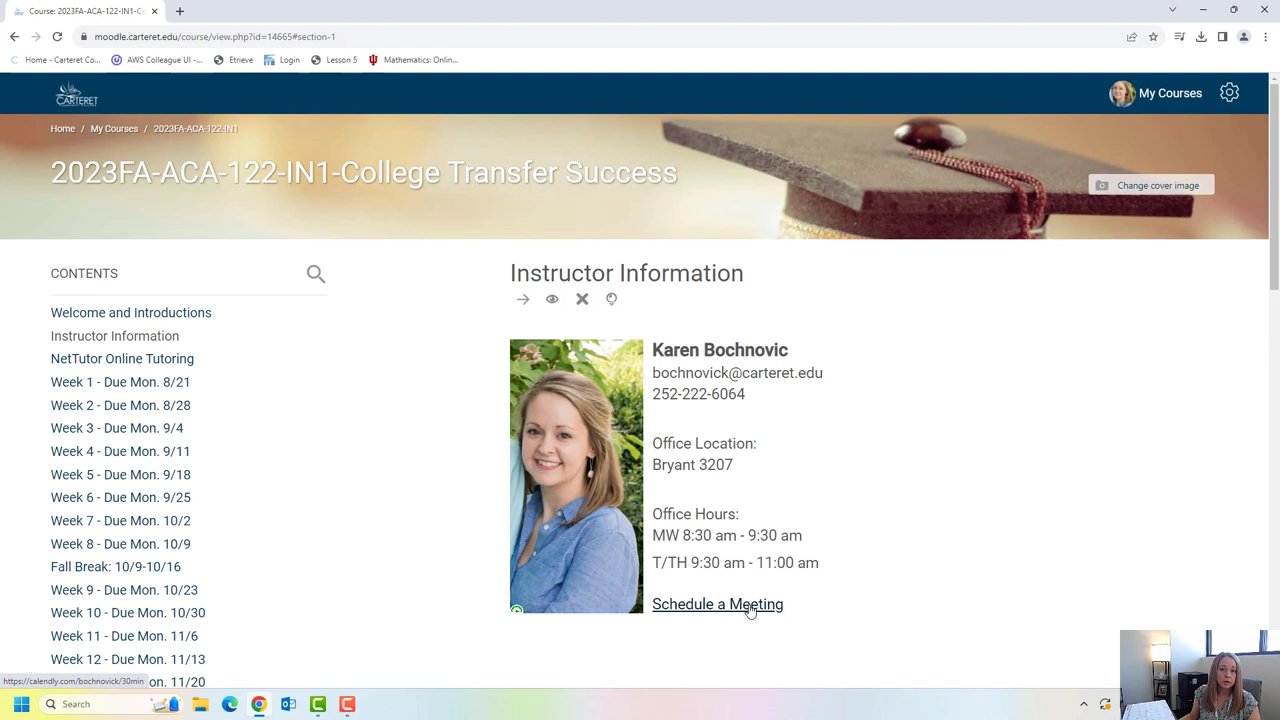 Course: 2023FA-ACA-122-IN1-C
moodle.carteret.edu/course/view.php?id=14665#section-1
Home - Carteret Co...
AWS Colleague UI -...
Etrieve
Login
Lesson 5
Mathematics: Onlin...
CARTERET
My Courses
Home / My Courses / 2023FA-ACA-122-IN1
2023FA-ACA-122-IN1-College Transfer Success
Change cover image
CONTENTS
Welcome and Introductions
Instructor Information
NetTutor Online Tutoring
Week 1 - Due Mon. 8/21
Week 2 - Due Mon. 8/28
Week 3 - Due Mon. 9/4
Week 4 - Due Mon. 9/11
Week 5 - Due Mon. 9/18
Week 6 - Due Mon. 9/25
Week 7 - Due Mon. 10/2
Week 8 - Due Mon. 10/9
Fall Break: 10/9-10/16
Week 9 - Due Mon. 10/23
Week 10 - Due Mon. 10/30
Week 11 - Due Mon. 11/6
Week 12 - Due Mon. 11/13
on. 11/20
Instructor Information
Karen Bochnovic
bochnovick@carteret.edu
252-222-6064
Office Location:
Bryant 3207
Office Hours:
MW 8:30 am - 9:30 am
T/TH 9:30 am - 11:00 am
Schedule a Meeting
https://calendly.com/bochnovick/30min
Search